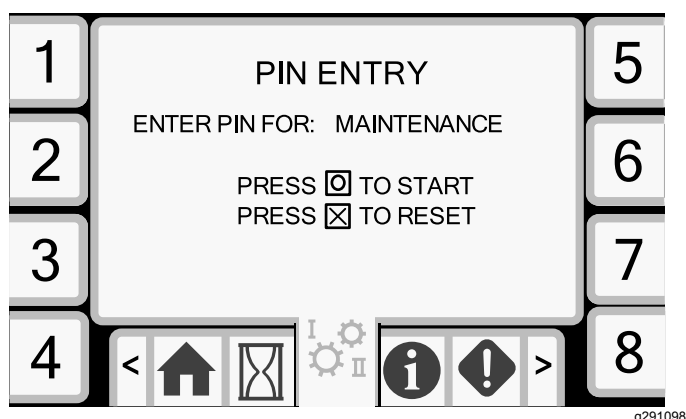 1
2
3
4
PIN ENTRY
ENTER PIN FOR: MAINTENANCE
PRESS O TO START
PRESS X TO RESET
5
6
7
8
< I II i ! >
g291098